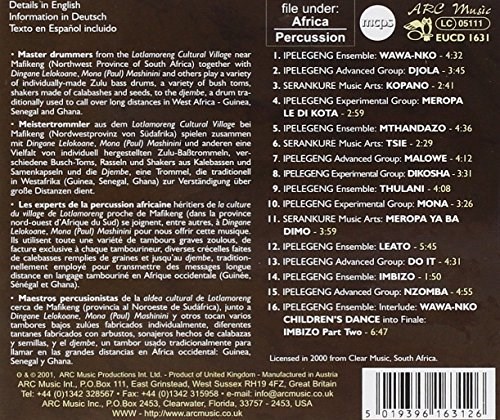 Details in English
Information in Deutsch
Texto en Español incluido
• Master drummers from the Lotlamoreng Cultural Village near
Mafikeng (Northwest Province of South Africa) together with
Dingane Lelokoane, Mona (Paul) Mashinini and others play a variety
of individually-made Zulu bass drums, a variety of bush toms,
shakers made of calabashes and seeds, to the djembe, a drum tradi-
tionally used to call over long distances in West Africa - Guinea,
Senegal and Ghana.
• Meistertrommler aus dem Lotlamoreng Cultural Village bei
Mafikeng (Nordwestprovinz von Südafrika) spielen zusammen mit
Dingane Lelokoane, Mona (Paul) Mashinini und anderen eine
Vielfalt von individuell hergestellten Zulu-Baßtrommeln, ver-
schiedene Busch-Toms, Rasseln und Shakers aus Kalebassen und
Samenkapseln und die Djembe, eine Trommel, die traditionell
in Westafrika (Guinea, Senegal, Ghana) zur Verständigung über
große Distanzen dient.
• Les experts de la percussion africaine héritiers de la culture
du village de Lotlamoreng proche de Mafikeng (dans la province
nord-ouest d'Afrique du Sud) se joignent, entre autres, à Dingane
Lelokoane, Mona (Paul) Mashinini pour nous offrir cette musique.
Ils utilisent toute une variété de tambours graves zoulous, de
facture exclusive à chaque tambourineur, diverses crécelles faites
de calebasses remplies de graines et jusqu'au djembe, tradition-
nellement employé pour transmettre des messages longue
distance en langage tambouriné en Afrique occidentale (Guinée,
Sénégal et Ghana).
• Maestros percusionistas de la aldea cultural de Lotlamoreng
cerca de Mafikeng (provincia al Noroeste de Sudáfrica), junto a
Dingane Lelokoane, Mona (Paul) Mashinini y otros tocan varios
tambores bajos zulúes individualmente fabricados, diferentes
tantanes fabricados con arbustos, sonajeros hechos de calabazas
y semillas, y el djembe, un tambor usado tradicionalmente para
llamar en las grandes distancias en Africa occidental: Guinea,
Senegal y Ghana.
file under:
Africa
Percussion
mcps
ARC Music
LC 05111
EUCD 1631
1. IPELEGENG Ensemble: WAWA-NKO - 4:32
2. IPELEGENG Advanced Group: DJOLA - 3:45
3. SERANKURE Music Arts: KOPANO - 2:41
4. IPELEGENG Experimental Group: MEROPA
LE DI KOTA - 2:59
5. IPELEGENG Ensemble: MTHANDAZO - 4:36
6. SERANKURE Music Arts: TSIE - 2:29
7. IPELEGENG Advanced Group: MALOWE - 4:12
8. IPELEGENG Experimental Group: DIKOSHA - 3:31
9. IPELEGENG Ensemble: THULANI - 4:08
10. IPELEGENG Experimental Group: MONA - 3:26
11. SERANKURE Music Arts: MEROPA YA BA
DIMO - 3:59
12. IPELEGENG Ensemble: LEATO - 5:45
13. IPELEGENG Advanced Group: DO IT - 4:31
14. IPELEGENG Ensemble: IMBIZO - 1:50
15. IPELEGENG Advanced Group: NZOMBA - 4:51
16. IPELEGENG Ensemble: Interlude: WAWA-NKO
CHILDREN'S DANCE into Finale:
IMBIZO Part Two - 6:47
Licensed in 2000 from Clear Music, South Africa.
℗ & © 2001, ARC Music Productions Int. Ltd. - Product of United Kingdom - Manufactured in Austria
ARC Music Int., P.O.Box 111, East Grinstead, West Sussex RH19 4FZ, Great Britain
Tel: +44 (0)1342 328567 - Fax: +44 (0)1342 315958 - e-mail: info@arcmusic.co.uk
ARC Music Inc., P.O.Box 2453, Clearwater, Florida, 33757 - 2453, USA
WWW - http://www.arcmusic.co.uk
5 019396 163126